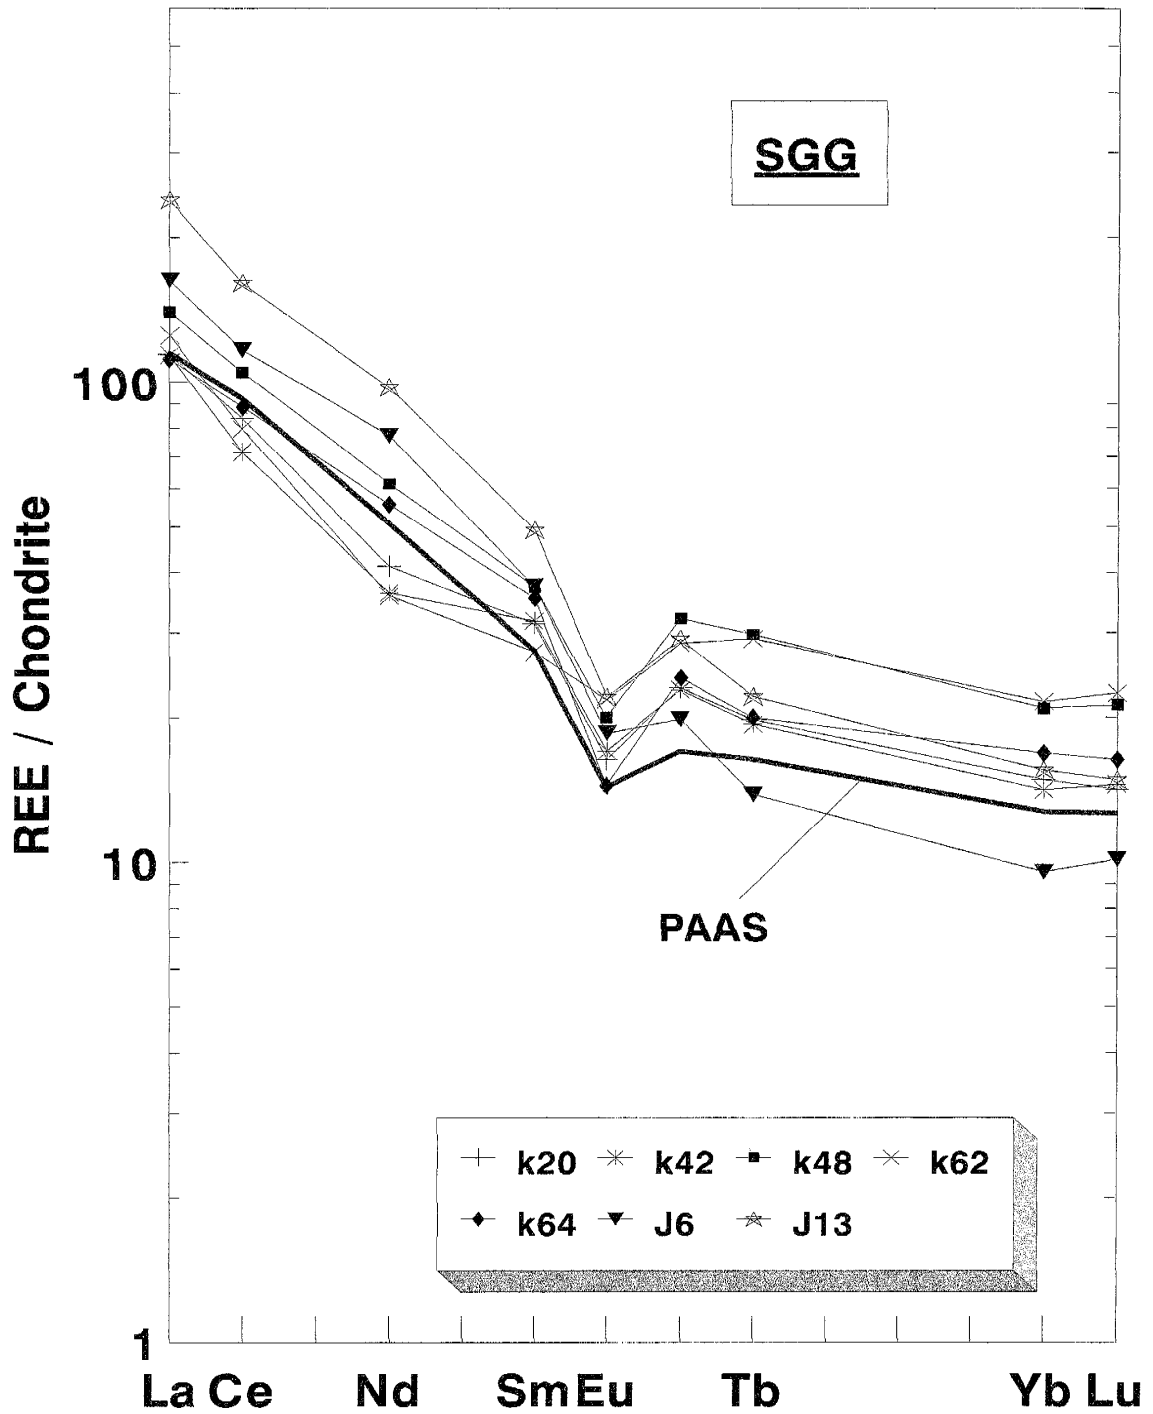 SGG
REE / Chondrite
100
10
1
PAAS
k20 k42 k48 k62
k64 J6 J13
La Ce Nd Sm Eu Tb Yb Lu